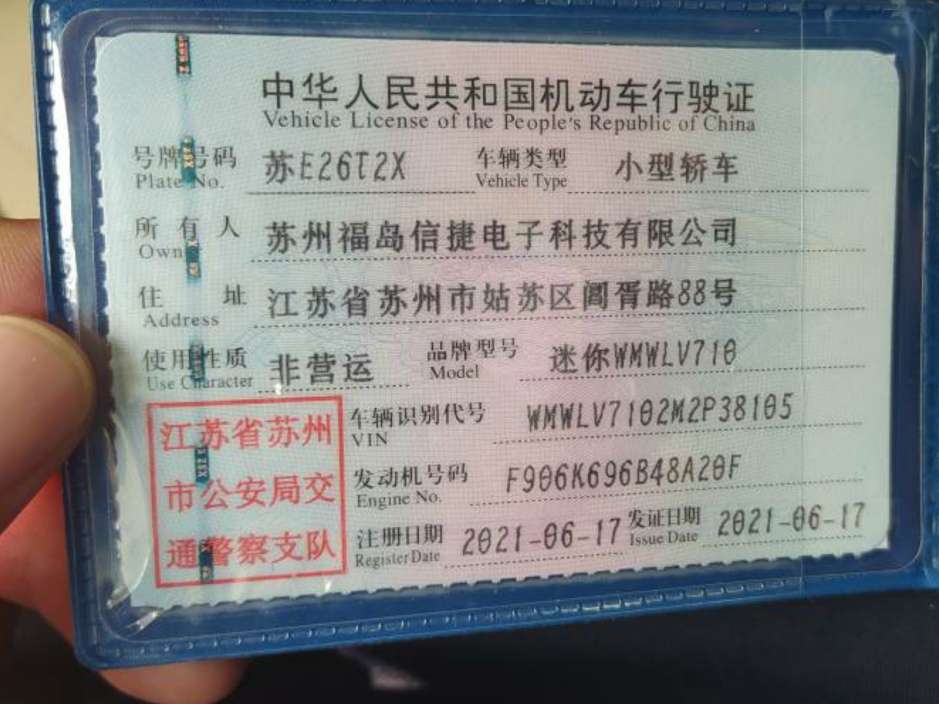 中华人民共和国机动车行驶证
Vehicle License of the People's Republic of China
号牌号码 苏E26T2X 车辆类型 小型轿车
Plate No. Vehicle Type
所有人 苏州福岛信捷电子科技有限公司
Owner
住址 江苏省苏州市姑苏区阊胥路88号
Address
使用性质 非营运 品牌型号 迷你WMWLV710
Use Character Model
江苏省苏州
市公安局交
通警察支队
车辆识别代号 WMWLV7102M2P38105
VIN
发动机号码 F906K696B48A20F
Engine No.
注册日期 2021-06-17 发证日期 2021-06-17
Register Date Issue Date